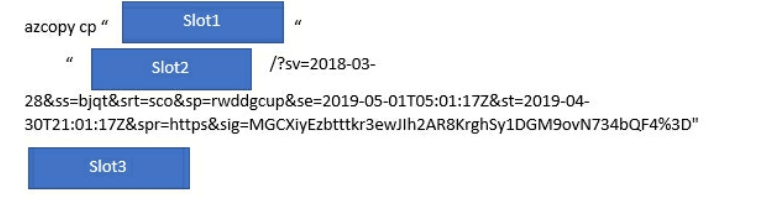 azcopy cp “ Slot1 “
“ Slot2 /?sv=2018-03-
28&ss=bjqt&srt=sco&sp=rwddgcup&se=2019-05-01T05:01:17Z&st=2019-04-
30T21:01:17Z&spr=https&sig=MGCXiyEzbtttkr3ewJIh2AR8KrghSy1DGM9ovN734bQF4%3D"
Slot3